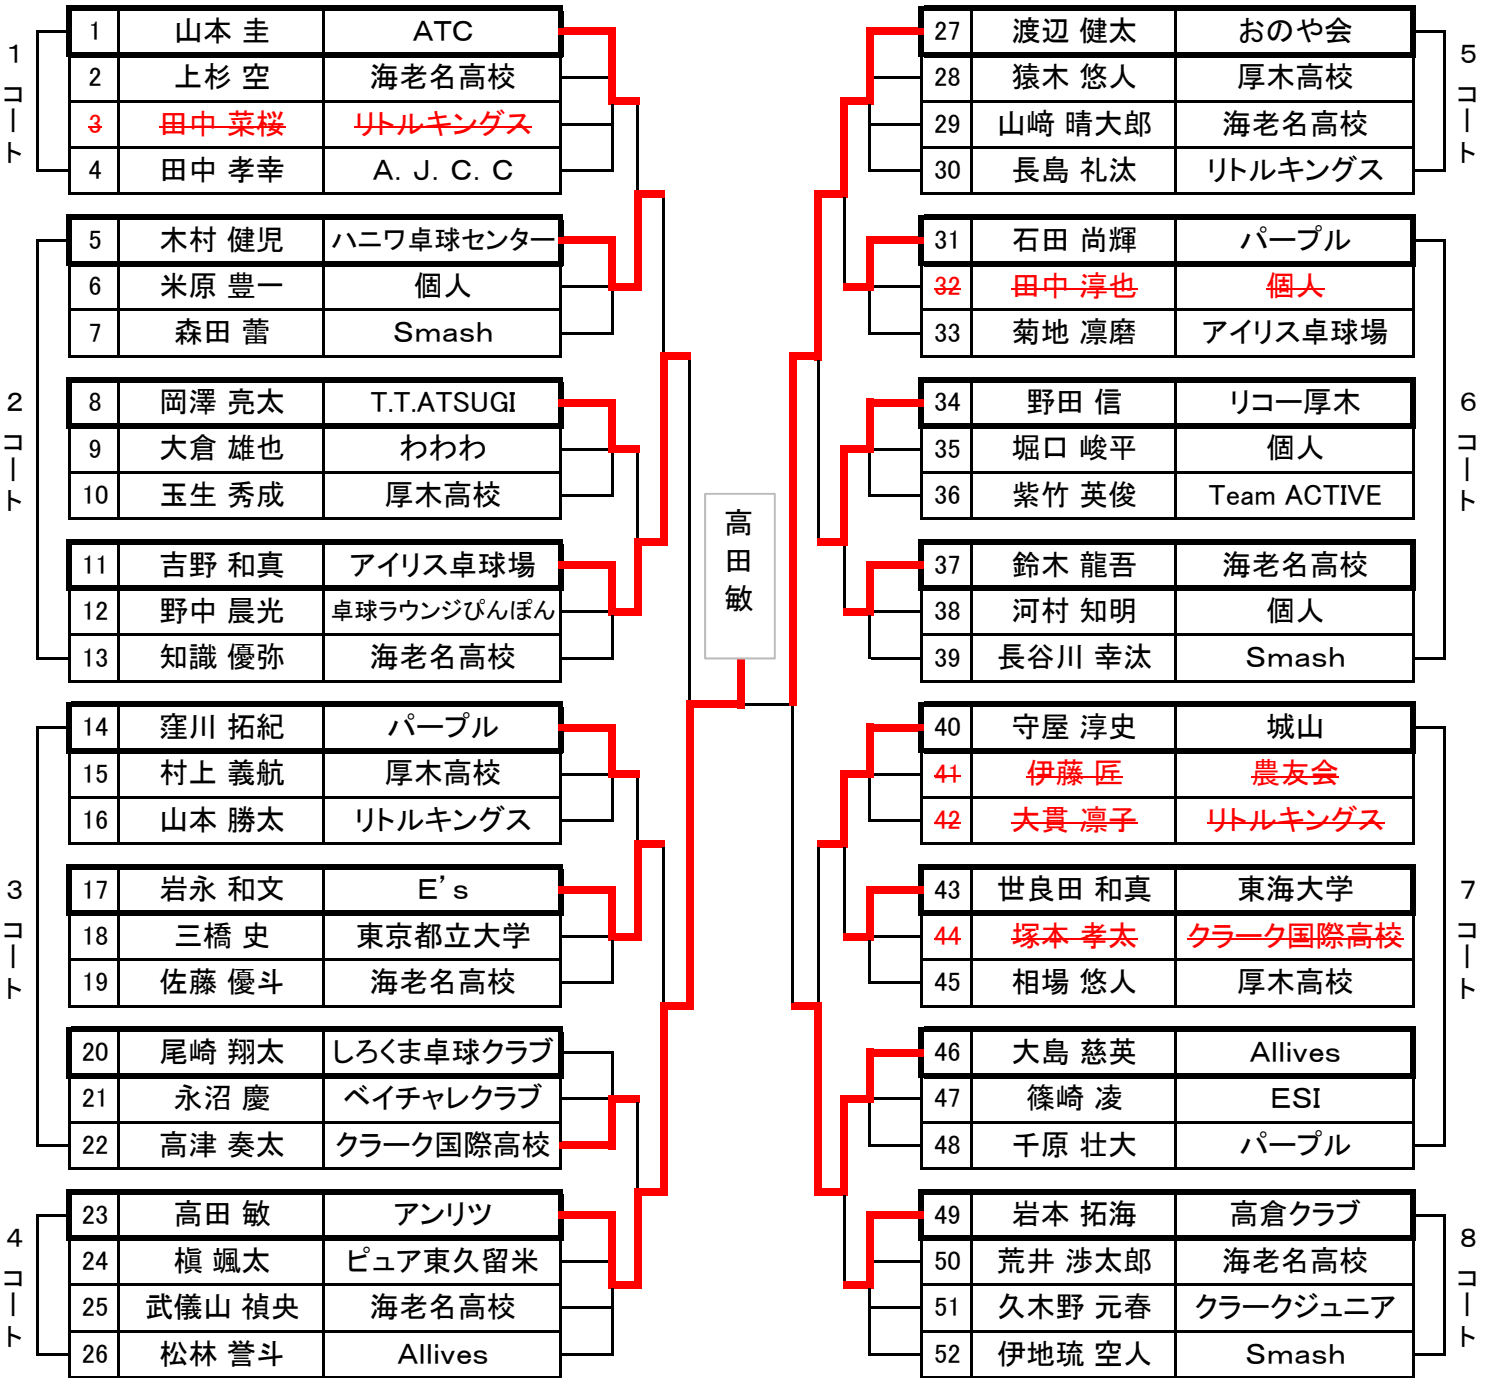 1コート
1 山本 圭 ATC
2 上杉 空 海老名高校
3 田中 菜桜 リトルキングス
4 田中 孝幸 A. J. C. C
2コート
5 木村 健児 ハニワ卓球センター
6 米原 豊一 個人
7 森田 蕾 Smash
8 岡澤 亮太 T.T.ATSUGI
9 大倉 雄也 わわわ
10 玉生 秀成 厚木高校
11 吉野 和真 アイリス卓球場
12 野中 晨光 卓球ラウンジぴんぽん
13 知識 優弥 海老名高校
3コート
14 窪川 拓紀 パープル
15 村上 義航 厚木高校
16 山本 勝太 リトルキングス
17 岩永 和文 E’s
18 三橋 史 東京都立大学
19 佐藤 優斗 海老名高校
20 尾崎 翔太 しろくま卓球クラブ
21 永沼 慶 ベイチャレクラブ
22 高津 奏太 クラーク国際高校
4コート
23 高田 敏 アンリツ
24 槇 颯太 ピュア東久留米
25 武儀山 禎央 海老名高校
26 松林 誉斗 Allives
高田敏
5コート
27 渡辺 健太 おのや会
28 猿木 悠人 厚木高校
29 山﨑 晴大郎 海老名高校
30 長島 礼汰 リトルキングス
6コート
31 石田 尚輝 パープル
32 田中 淳也 個人
33 菊地 凛磨 アイリス卓球場
34 野田 信 リコー厚木
35 堀口 峻平 個人
36 紫竹 英俊 Team ACTIVE
37 鈴木 龍吾 海老名高校
38 河村 知明 個人
39 長谷川 幸汰 Smash
7コート
40 守屋 淳史 城山
41 伊藤 匠 農友会
42 大貫 凛子 リトルキングス
43 世良田 和真 東海大学
44 塚本 孝太 クラーク国際高校
45 相場 悠人 厚木高校
46 大島 慈英 Allives
47 篠崎 凌 ESI
48 千原 壮大 パープル
8コート
49 岩本 拓海 高倉クラブ
50 荒井 渉太郎 海老名高校
51 久木野 元春 クラークジュニア
52 伊地琉 空人 Smash